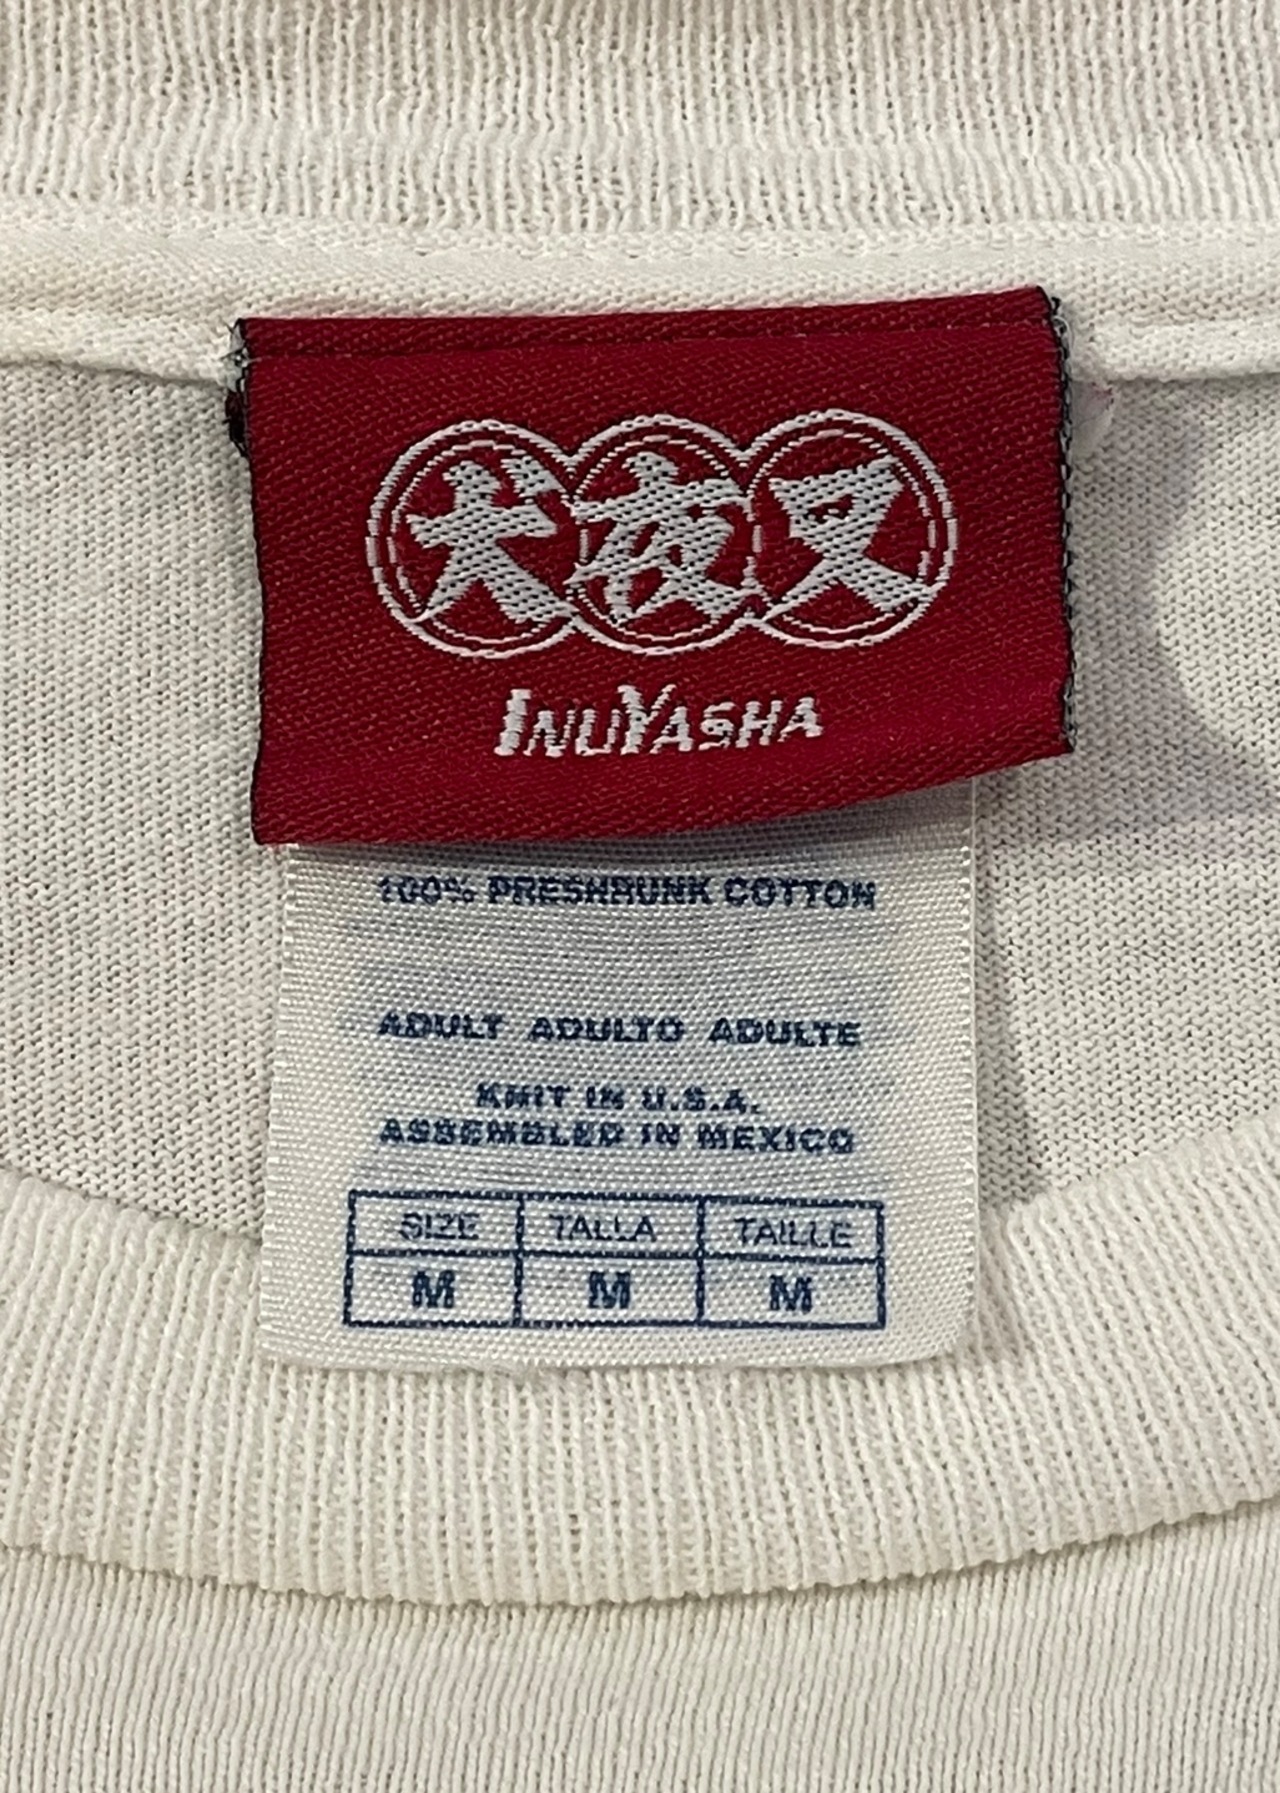 犬夜叉
INUYASHA
100% PRESHRUNK COTTON
ADULT ADULTO ADULTE
KNIT IN U.S.A.
ASSEMBLED IN MEXICO
SIZE TALLA TAILLE
M M M